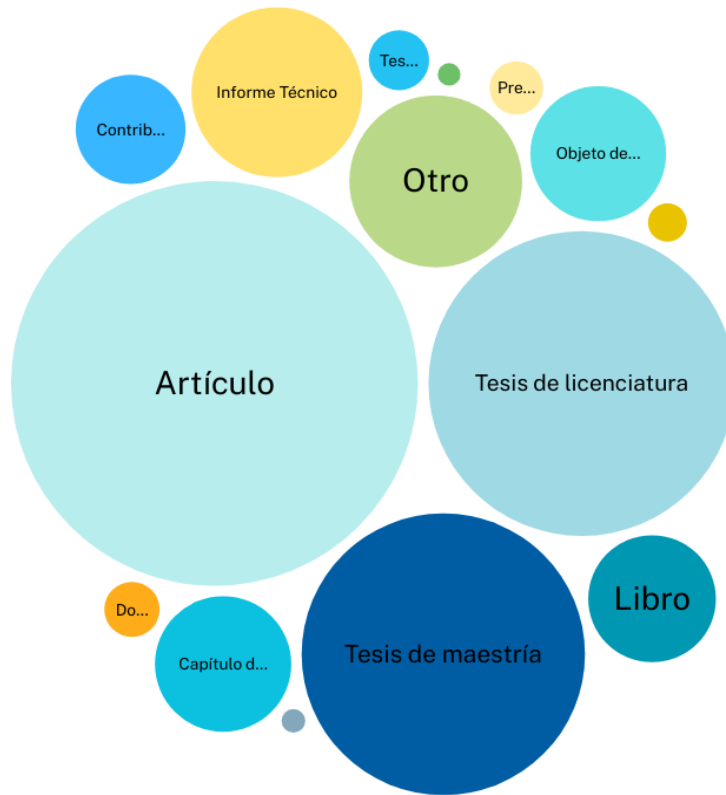 Tes...
Pre...
Informe Técnico
Contrib...
Objeto de...
Otro
Artículo
Tesis de licenciatura
Libro
Do...
Tesis de maestría
Capítulo d...